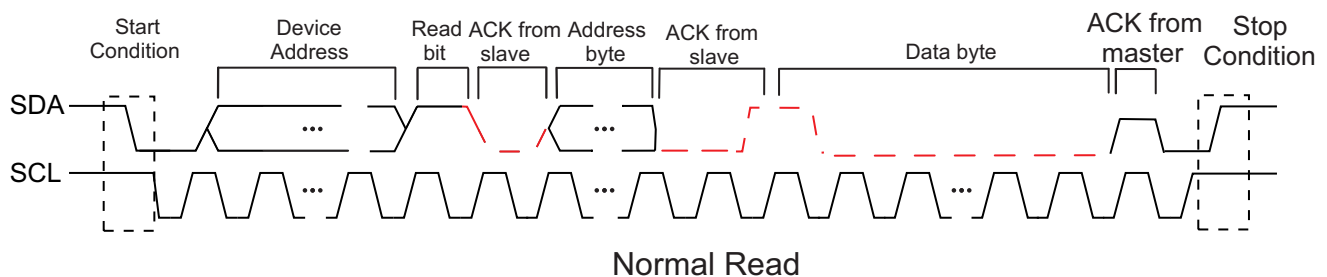 Start
Condition
Device
Address
Read
bit
ACK from
slave
Address
byte
ACK from
slave
Data byte
ACK from
master
Stop
Condition
SDA
...
...
SCL
...
...
...
Normal Read